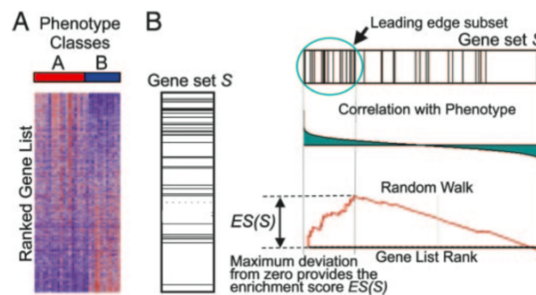 A
Phenotype
Classes
A
B
Ranked Gene List
B
Gene set S
Leading edge subset
Gene set S
Correlation with Phenotype
Random Walk
ES(S)
Gene List Rank
Maximum deviation
from zero provides the
enrichment score ES(S)